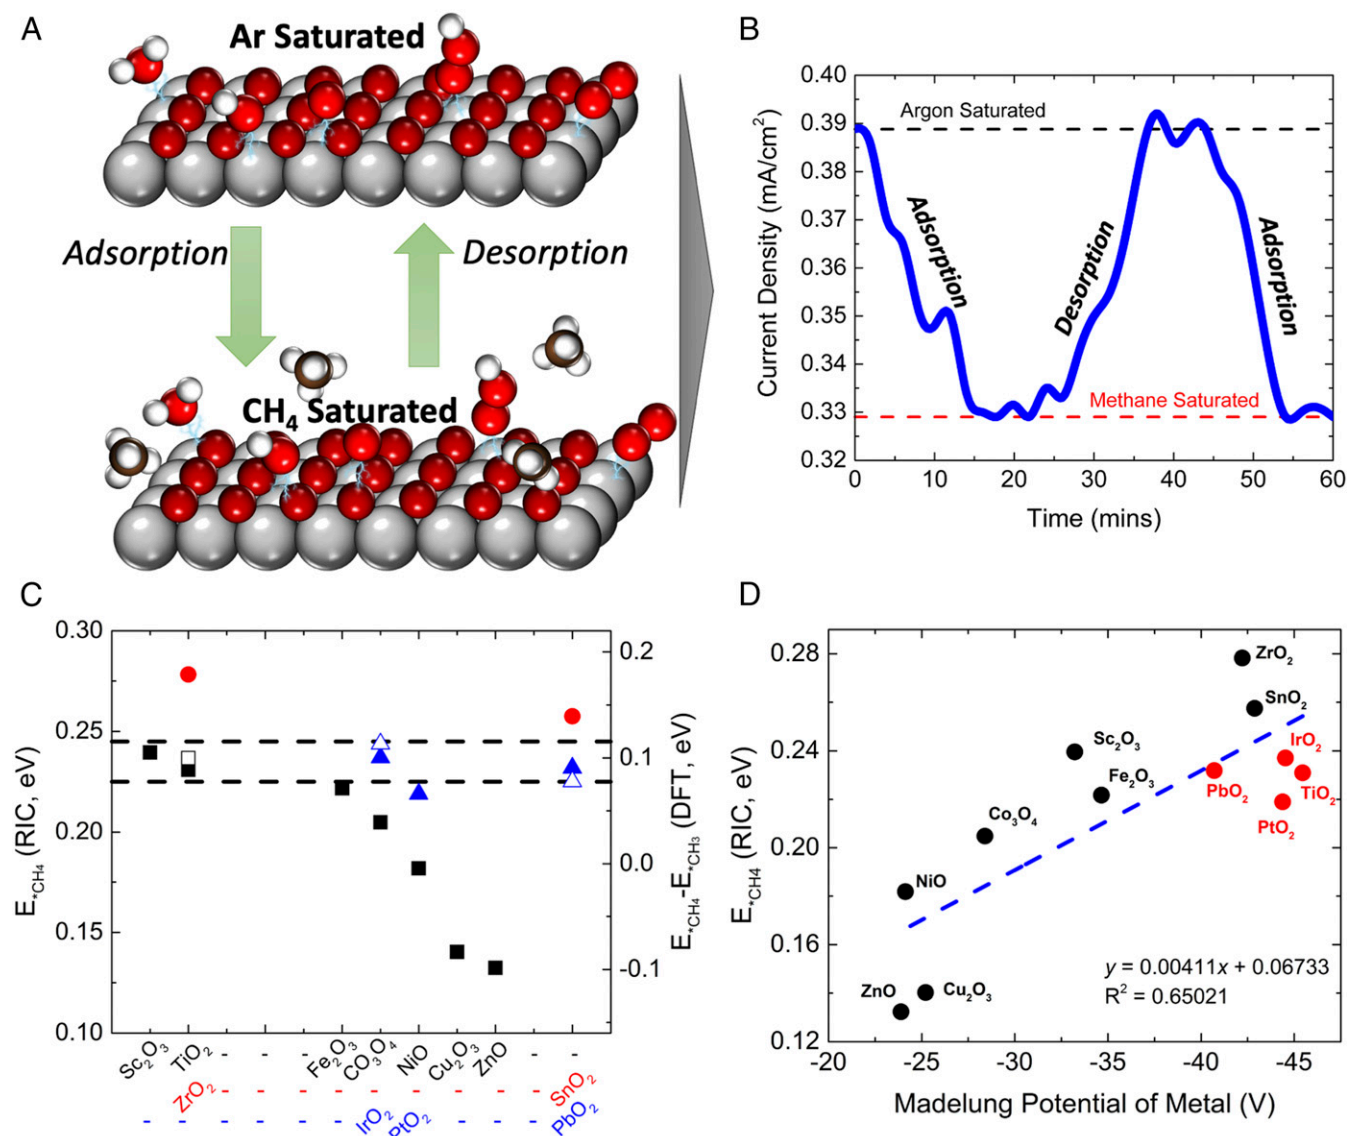 A
Ar Saturated
Adsorption
Desorption
CH₄ Saturated
B
0.40
0.39
0.38
0.37
0.36
0.35
0.34
0.33
0.32
Current Density (mA/cm²)
Argon Saturated
Adsorption
Desorption
Adsorption
Methane Saturated
0 10 20 30 40 50 60
Time (mins)
C
0.30
0.25
0.20
0.15
0.10
E*CH₄ (RIC, eV)
0.2
0.1
0.0
-0.1
E*CH₄-E*CH₃ (DFT, eV)
Sc₂O₃ TiO₂ - - - Fe₂O₃ CO₃O₄ NiO Cu₂O₃ ZnO - -
- ZrO₂ - - - - - - - - - SnO₂
- - - - - - IrO₂ PtO₂ - - - PbO₂
D
0.28
0.24
0.20
0.16
0.12
E*CH₄ (RIC, eV)
ZrO₂
SnO₂
Sc₂O₃
IrO₂
Fe₂O₃
PbO₂
TiO₂
PtO₂
Co₃O₄
NiO
ZnO
Cu₂O₃
y = 0.00411x + 0.06733
R² = 0.65021
-20 -25 -30 -35 -40 -45
Madelung Potential of Metal (V)